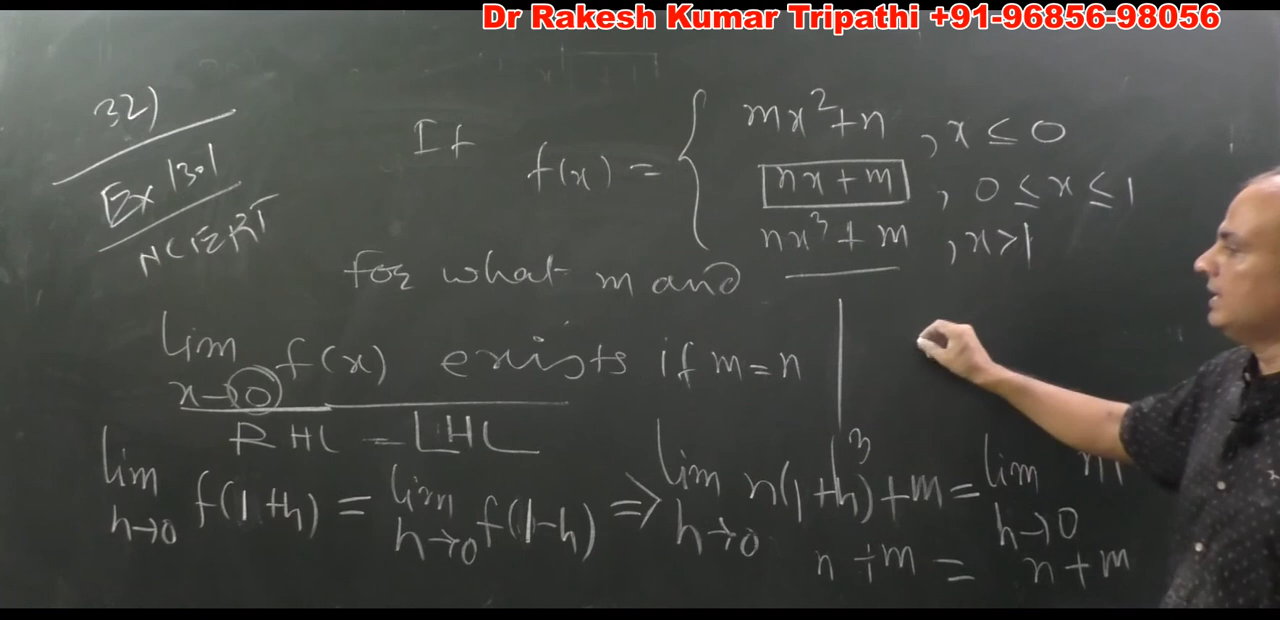 Dr Rakesh Kumar Tripathi +91-96856-98056
32)
Ex 13.1
NCERT
If f(x) = { mx²+n , x ≤ 0
nx+m , 0 ≤ x ≤ 1
nx³+m , x>1
for what m and
lim x→0 f(x) exists if m=n
RHL = LHL
lim h→0 f(1+h) = lim h→0 f(1-h) ⇒ lim h→0 n(1+h)³+m = lim h→0
n+m = n+m